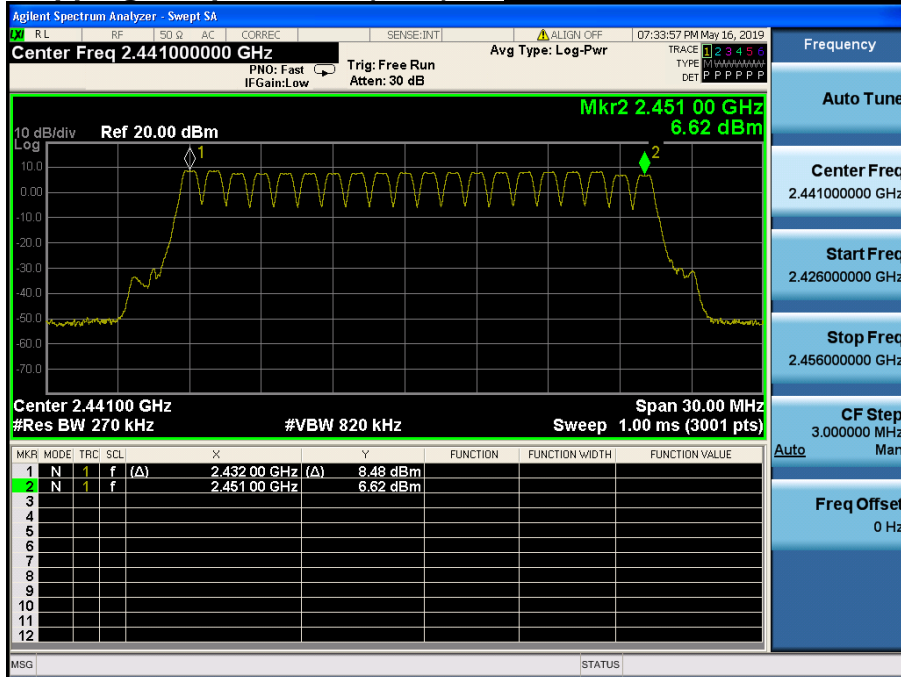 Agilent Spectrum Analyzer - Swept SA
LXI RL RF 50 Ω AC CORREC SENSE:INT ALIGN OFF 07:33:57 PM May 16, 2019
Center Freq 2.441000000 GHz Avg Type: Log-Pwr TRACE 1 2 3 4 5 6
PNO: Fast Trig: Free Run TYPE M W W W W W
IFGain:Low Atten: 30 dB DET P P P P P P
Mkr2 2.451 00 GHz
10 dB/div Ref 20.00 dBm 6.62 dBm
Log
1
2
10.0
0.00
-10.0
-20.0
-30.0
-40.0
-50.0
-60.0
-70.0
Center 2.44100 GHz Span 30.00 MHz
#Res BW 270 kHz #VBW 820 kHz Sweep 1.00 ms (3001 pts)
MKR MODE TRC SCL X Y FUNCTION FUNCTION WIDTH FUNCTION VALUE
1 N 1 f (Δ) 2.432 00 GHz (Δ) 8.48 dBm
2 N 1 f 2.451 00 GHz 6.62 dBm
3
4
5
6
7
8
9
10
11
12
MSG STATUS
Frequency
Auto Tune
Center Freq
2.441000000 GHz
Start Freq
2.426000000 GHz
Stop Freq
2.456000000 GHz
CF Step
3.000000 MHz
Auto Man
Freq Offset
0 Hz